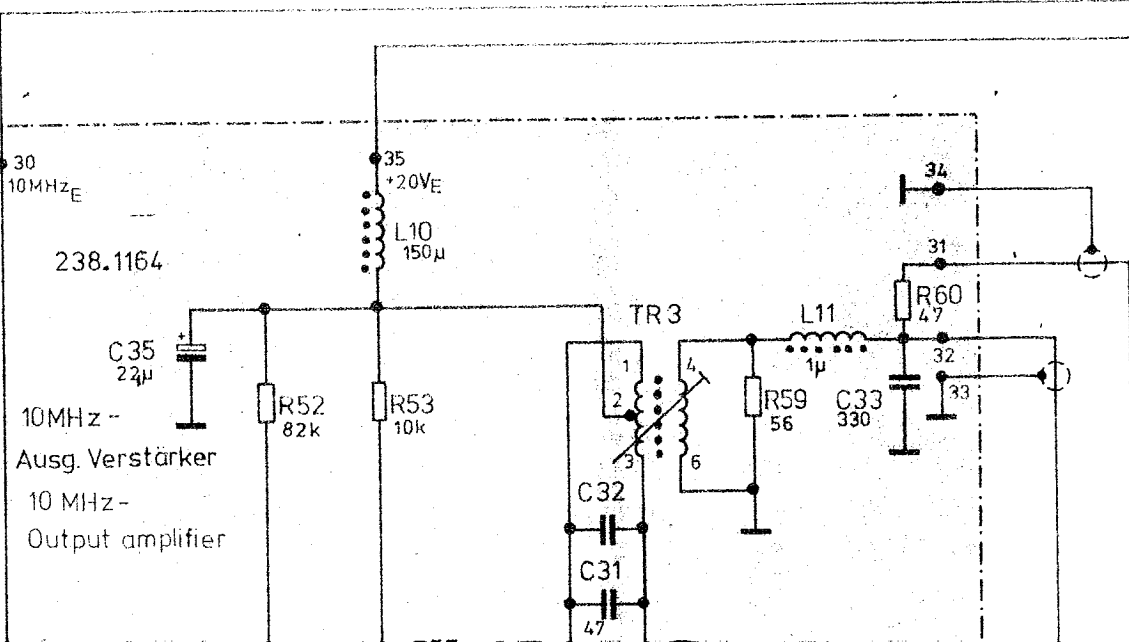 30
10MHzE
35
+20VE
34
L10
150µ
238.1164
31
R60
47
TR3
L11
1µ
32
C35
+
22µ
1
4
33
R52
82k
R53
10k
2
R59
56
C33
330
10MHz-
Ausg. Verstärker
3
6
10 MHz-
Output amplifier
C32
C31
47